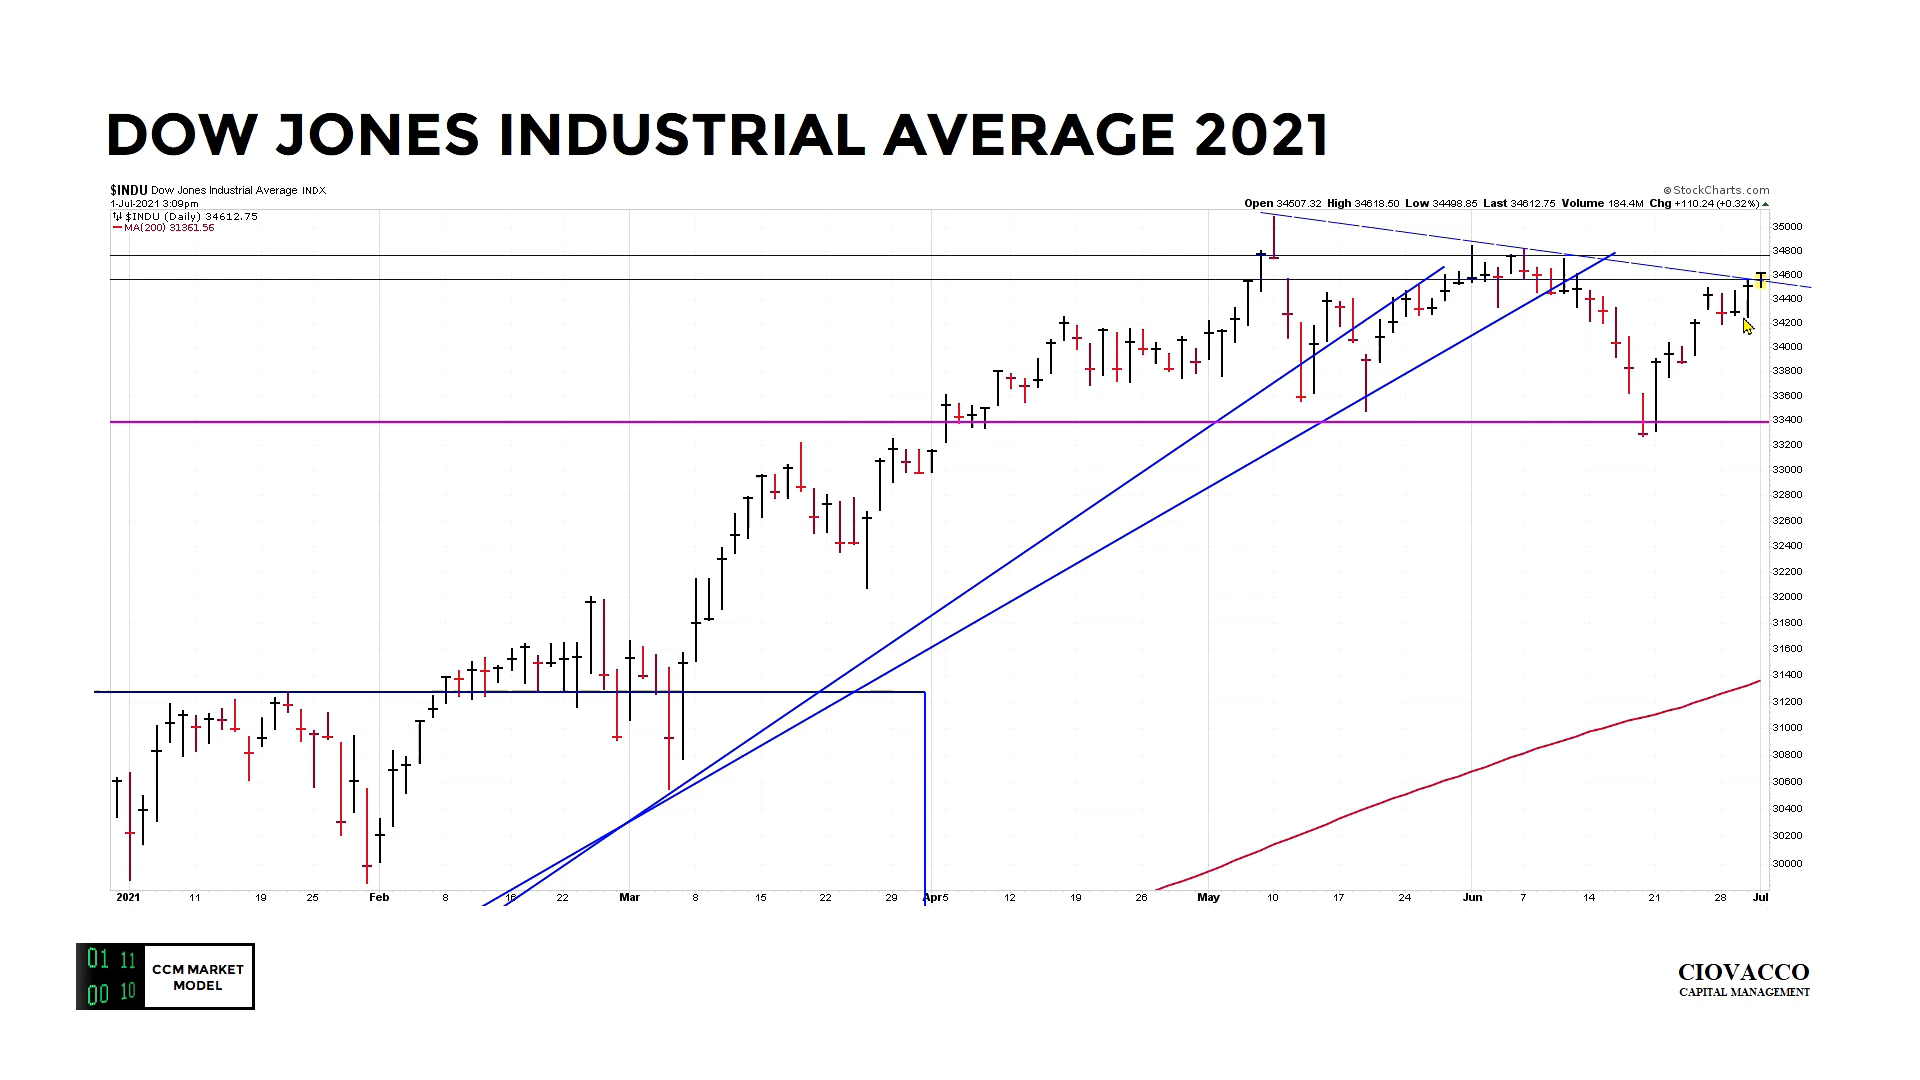 DOW JONES INDUSTRIAL AVERAGE 2021
$INDU Dow Jones Industrial Average INDX
© StockCharts.com
1-Jul-2021 3:09pm
Open 34507.32 High 34618.50 Low 34498.85 Last 34612.75 Volume 184.4M Chg +110.24 (+0.32%)
$INDU (Daily) 34612.75
MA(200) 31361.56
35000
34800
34600
34400
34200
34000
33800
33600
33400
33200
33000
32800
32600
32400
32200
32000
31800
31600
31400
31200
31000
30800
30600
30400
30200
30000
2021 11 19 25 Feb 8 16 22 Mar 8 15 22 29 Apr5 12 19 26 May 10 17 24 Jun 7 14 21 28 Jul
01 11
00 10
CCM MARKET
MODEL
CIOVACCO
CAPITAL MANAGEMENT